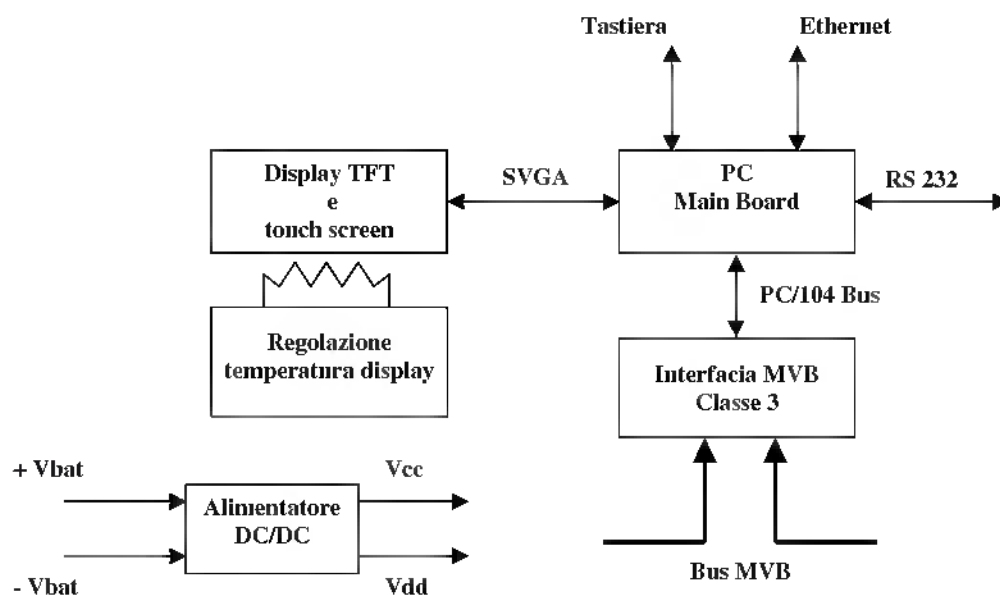 Tastiera
Ethernet
Display TFT
e
touch screen
SVGA
PC
Main Board
RS 232
PC/104 Bus
Regolazione
temperatura display
Interfacia MVB
Classe 3
+ Vbat
Vcc
Alimentatore
DC/DC
- Vbat
Vdd
Bus MVB